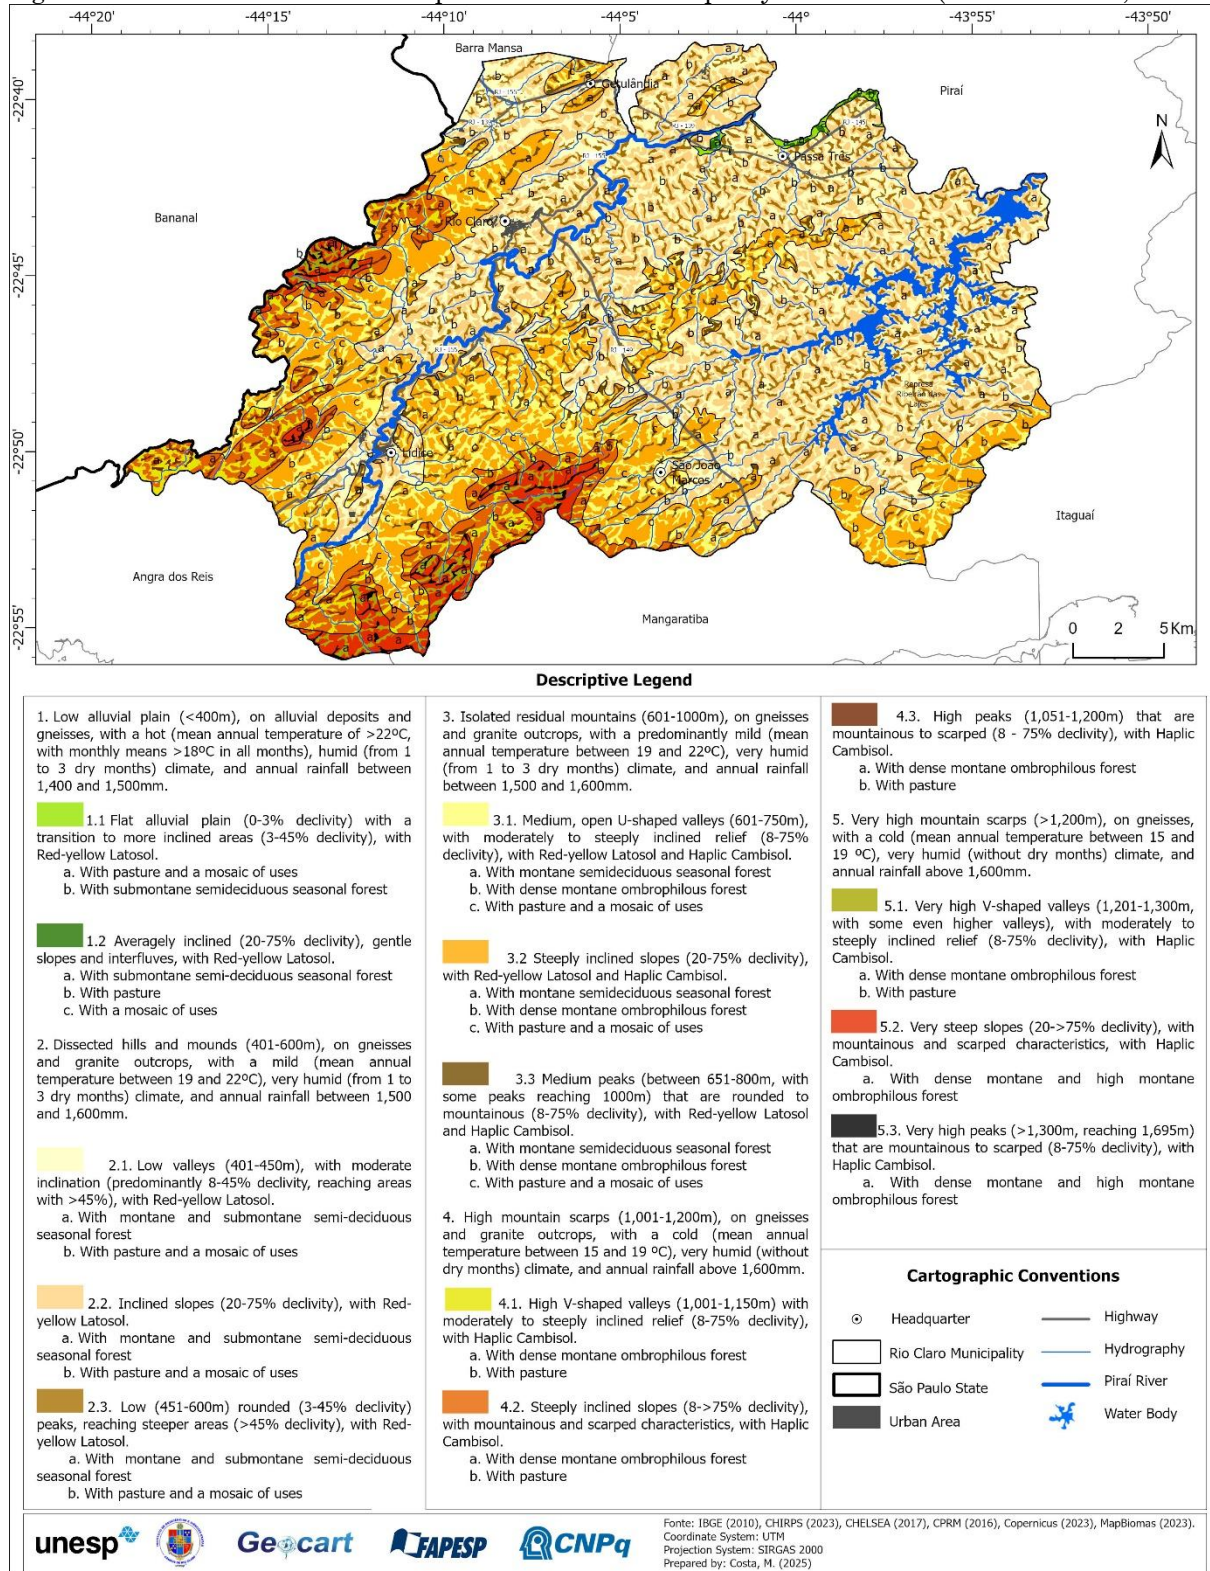 -44°20' -44°15' -44°10' -44°5' -44°0' -43°55' -43°50'
Barra Mansa
Getulândia
Piraí
-22°40'
N
RJ - 155
RJ - 139
RJ - 139
RJ - 145
RJ - 155
Passa Três
Bananal
Rio Claro
-22°45'
RJ - 155
RJ - 149
Represa
Ribeirão das
Lajes
-22°50'
Lídice
São João
Marcos
Itaguaí
Angra dos Reis
Mangaratiba
-22°55'
0 2 5 Km
Descriptive Legend
1. Low alluvial plain (<400m), on alluvial deposits and
gneisses, with a hot (mean annual temperature of >22ºC,
with monthly means >18ºC in all months), humid (from 1
to 3 dry months) climate, and annual rainfall between
1,400 and 1,500mm.
1.1 Flat alluvial plain (0-3% declivity) with a
transition to more inclined areas (3-45% declivity), with
Red-yellow Latosol.
a. With pasture and a mosaic of uses
b. With submontane semideciduous seasonal forest
1.2 Averagely inclined (20-75% declivity), gentle
slopes and interfluves, with Red-yellow Latosol.
a. With submontane semi-deciduous seasonal forest
b. With pasture
c. With a mosaic of uses
2. Dissected hills and mounds (401-600m), on gneisses
and granite outcrops, with a mild (mean annual
temperature between 19 and 22ºC), very humid (from 1 to
3 dry months) climate, and annual rainfall between 1,500
and 1,600mm.
2.1. Low valleys (401-450m), with moderate
inclination (predominantly 8-45% declivity, reaching areas
with >45%), with Red-yellow Latosol.
a. With montane and submontane semi-deciduous
seasonal forest
b. With pasture and a mosaic of uses
2.2. Inclined slopes (20-75% declivity), with Red-
yellow Latosol.
a. With montane and submontane semi-deciduous
seasonal forest
b. With pasture and a mosaic of uses
2.3. Low (451-600m) rounded (3-45% declivity)
peaks, reaching steeper areas (>45% declivity), with Red-
yellow Latosol.
a. With montane and submontane semi-deciduous
seasonal forest
b. With pasture and a mosaic of uses
3. Isolated residual mountains (601-1000m), on gneisses
and granite outcrops, with a predominantly mild (mean
annual temperature between 19 and 22ºC), very humid
(from 1 to 3 dry months) climate, and annual rainfall
between 1,500 and 1,600mm.
3.1. Medium, open U-shaped valleys (601-750m),
with moderately to steeply inclined relief (8-75%
declivity), with Red-yellow Latosol and Haplic Cambisol.
a. With montane semideciduous seasonal forest
b. With dense montane ombrophilous forest
c. With pasture and a mosaic of uses
3.2 Steeply inclined slopes (20-75% declivity),
with Red-yellow Latosol and Haplic Cambisol.
a. With montane semideciduous seasonal forest
b. With dense montane ombrophilous forest
c. With pasture and a mosaic of uses
3.3 Medium peaks (between 651-800m, with
some peaks reaching 1000m) that are rounded to
mountainous (8-75% declivity), with Red-yellow Latosol
and Haplic Cambisol.
a. With montane semideciduous seasonal forest
b. With dense montane ombrophilous forest
c. With pasture and a mosaic of uses
4. High mountain scarps (1,001-1,200m), on gneisses
and granite outcrops, with a cold (mean annual
temperature between 15 and 19 ºC), very humid (without
dry months) climate, and annual rainfall above 1,600mm.
4.1. High V-shaped valleys (1,001-1,150m) with
moderately to steeply inclined relief (8-75% declivity),
with Haplic Cambisol.
a. With dense montane ombrophilous forest
b. With pasture
4.2. Steeply inclined slopes (8->75% declivity),
with mountainous and scarped characteristics, with Haplic
Cambisol.
a. With dense montane ombrophilous forest
b. With pasture
4.3. High peaks (1,051-1,200m) that are
mountainous to scarped (8 - 75% declivity), with Haplic
Cambisol.
a. With dense montane ombrophilous forest
b. With pasture
5. Very high mountain scarps (>1,200m), on gneisses,
with a cold (mean annual temperature between 15 and
19 ºC), very humid (without dry months) climate, and
annual rainfall above 1,600mm.
5.1. Very high V-shaped valleys (1,201-1,300m,
with some even higher valleys), with moderately to
steeply inclined relief (8-75% declivity), with Haplic
Cambisol.
a. With dense montane ombrophilous forest
b. With pasture
5.2. Very steep slopes (20->75% declivity), with
mountainous and scarped characteristics, with Haplic
Cambisol.
a. With dense montane and high montane
ombrophilous forest
5.3. Very high peaks (>1,300m, reaching 1,695m)
that are mountainous to scarped (8-75% declivity), with
Haplic Cambisol.
a. With dense montane and high montane
ombrophilous forest
Cartographic Conventions
Headquarter
Highway
Rio Claro Municipality
Hydrography
São Paulo State
Piraí River
Urban Area
Water Body
unesp
Geocart
FAPESP
CNPq
Fonte: IBGE (2010), CHIRPS (2023), CHELSEA (2017), CPRM (2016), Copernicus (2023), MapBiomas (2023).
Coordinate System: UTM
Projection System: SIRGAS 2000
Prepared by: Costa, M. (2025)